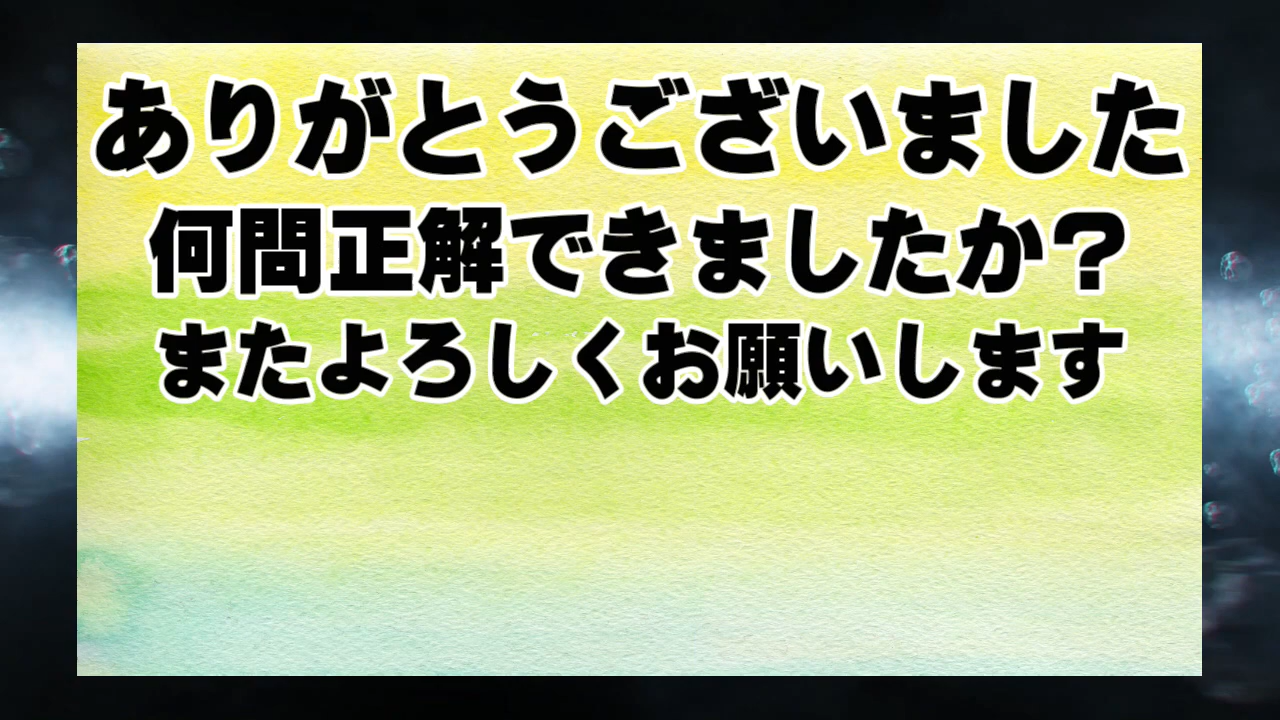 ありがとうございました
何問正解できましたか？
またよろしくお願いします